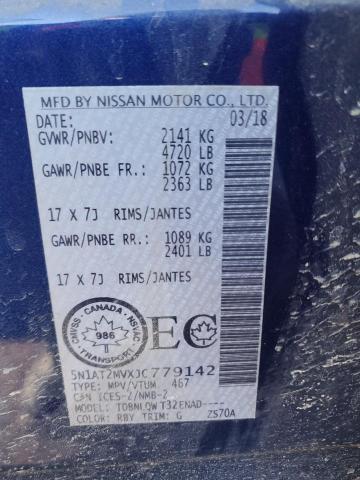 MFD BY NISSAN MOTOR CO., LTD.
DATE: 03/18
GVWR/PNBV: 2141 KG
4720 LB
GAWR/PNBE FR.: 1072 KG
2363 LB
17 X 7J RIMS/JANTES
GAWR/PNBE RR.: 1089 KG
2401 LB
17 X 7J RIMS/JANTES
CMVSS - CANADA - NSVAC
986
TRANSPORT
EC
5N1AT2MVXJC779142
TYPE: MPV/VTUM 467
CAN ICES-2/NMB-2
MODEL: TOBNLQW T32ENAD----
COLOR: RBY TRIM: G ZS70A